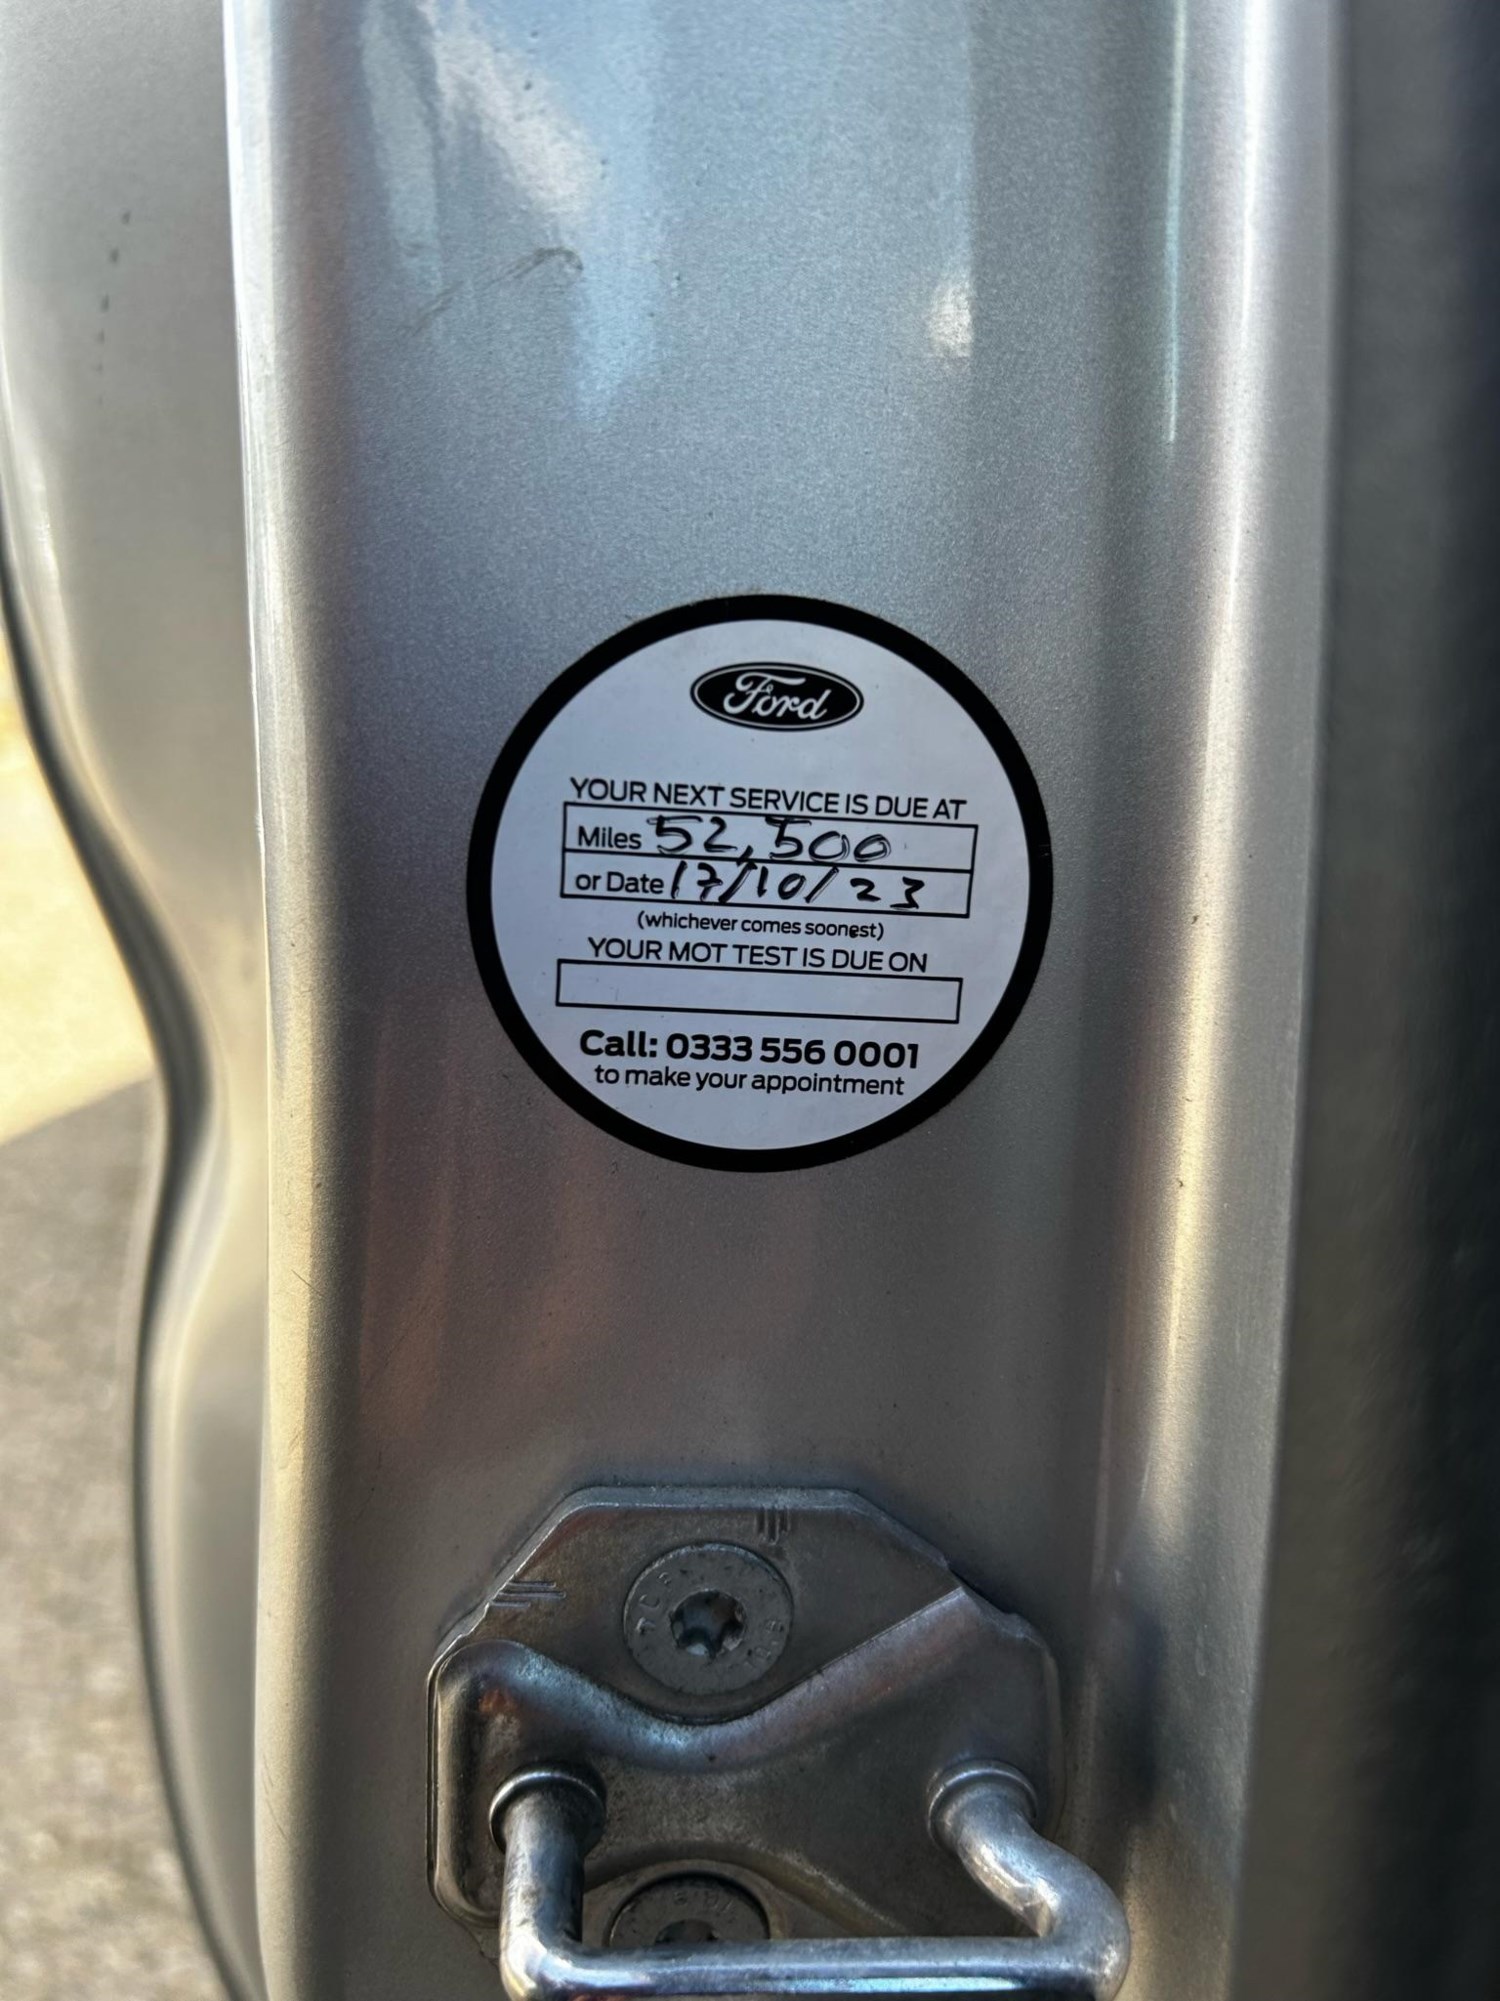 Ford
YOUR NEXT SERVICE IS DUE AT
Miles 52,500
or Date 17/10/23
(whichever comes soonest)
YOUR MOT TEST IS DUE ON
Call: 0333 556 0001
to make your appointment